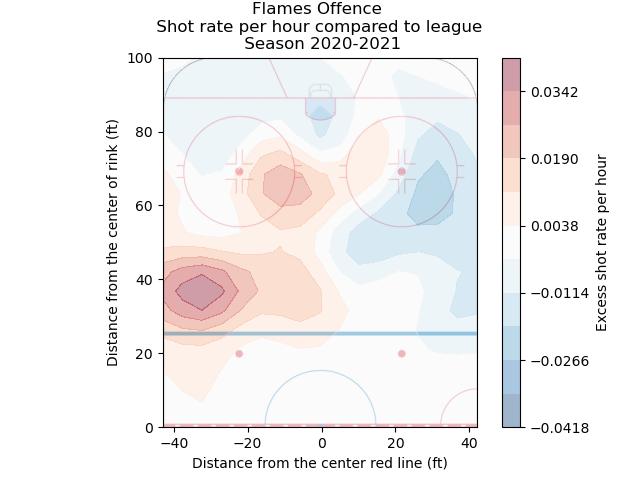 Flames Offence
Shot rate per hour compared to league
Season 2020-2021
100
80
60
40
20
0
Distance from the center of rink (ft)
−40
−20
0
20
40
Distance from the center red line (ft)
0.0342
0.0190
0.0038
−0.0114
−0.0266
−0.0418
Excess shot rate per hour